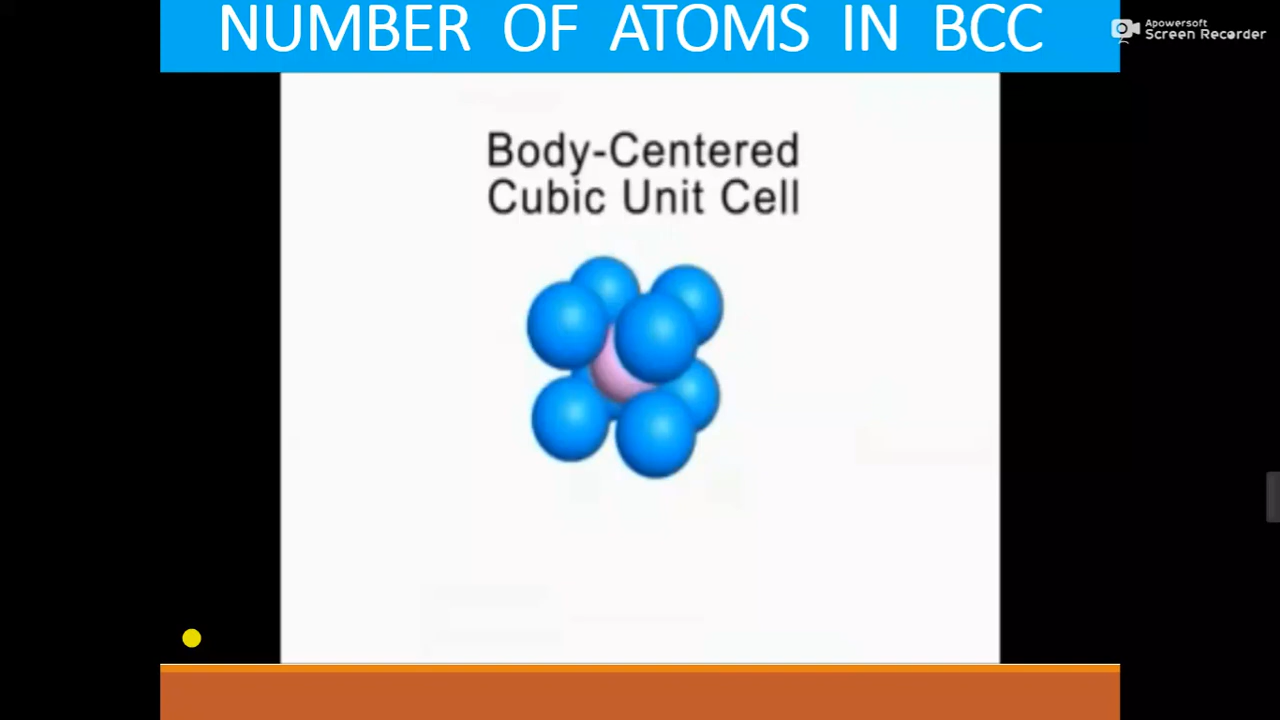 NUMBER OF ATOMS IN BCC
Apowersoft
Screen Recorder
Body-Centered
Cubic Unit Cell